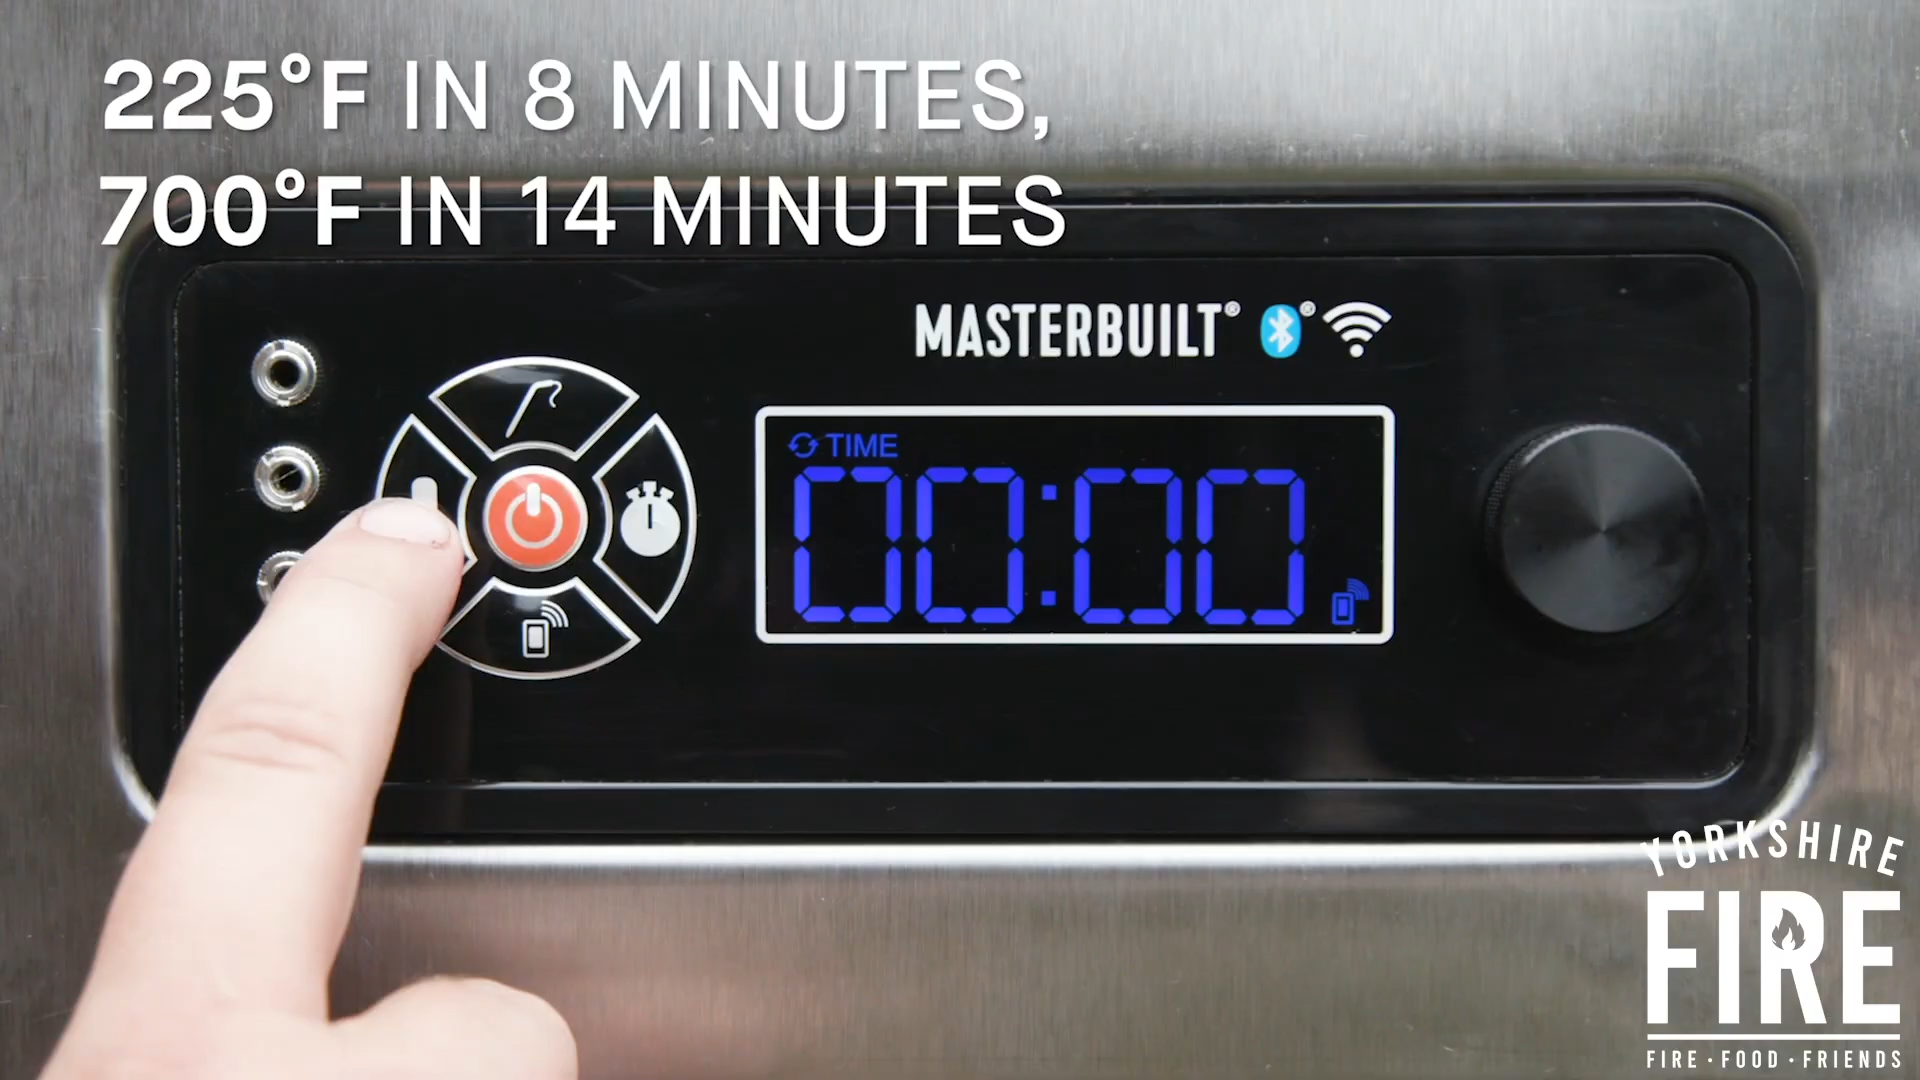 225°F IN 8 MINUTES,
700°F IN 14 MINUTES
MASTERBUILT®
TIME
00:00
YORKSHIRE
FIRE
FIRE · FOOD · FRIENDS